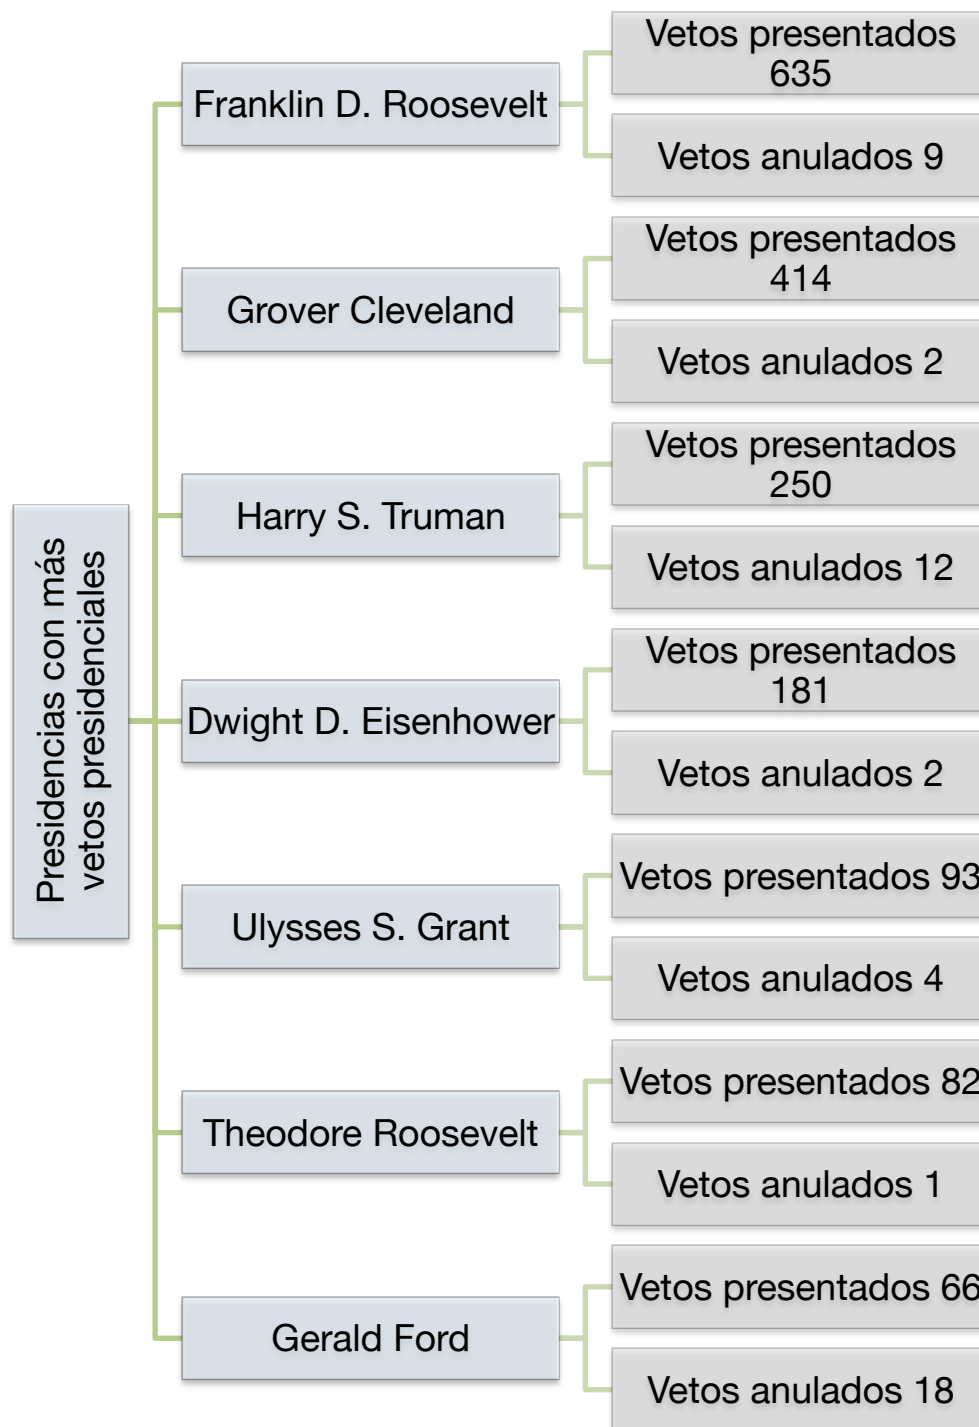 Presidencias con más
vetos presidenciales
Franklin D. Roosevelt
Vetos presentados
635
Vetos anulados 9
Grover Cleveland
Vetos presentados
414
Vetos anulados 2
Harry S. Truman
Vetos presentados
250
Vetos anulados 12
Dwight D. Eisenhower
Vetos presentados
181
Vetos anulados 2
Ulysses S. Grant
Vetos presentados 93
Vetos anulados 4
Theodore Roosevelt
Vetos presentados 82
Vetos anulados 1
Gerald Ford
Vetos presentados 66
Vetos anulados 18